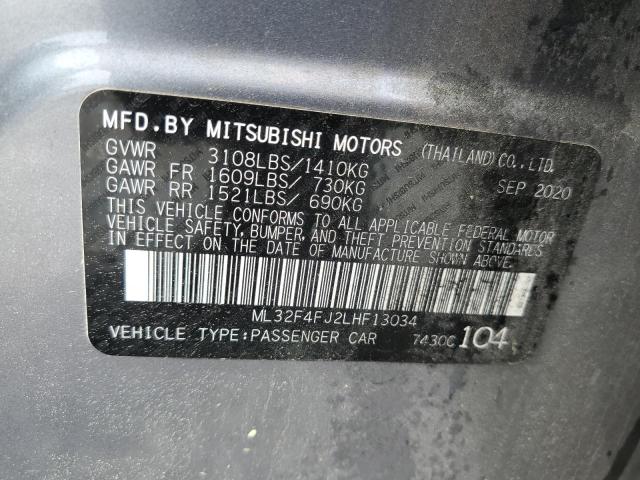 MFD.BY MITSUBISHI MOTORS (THAILAND) CO., LTD.
GVWR 3108LBS/1410KG SEP 2020
GAWR FR 1609LBS/ 730KG
GAWR RR 1521LBS/ 690KG
THIS VEHICLE CONFORMS TO ALL APPLICABLE FEDERAL MOTOR
VEHICLE SAFETY, BUMPER, AND THEFT PREVENTION STANDARDS
IN EFFECT ON THE DATE OF MANUFACTURE SHOWN ABOVE.
ML32F4FJ2LHF13034
VEHICLE TYPE:PASSENGER CAR 7430C 104